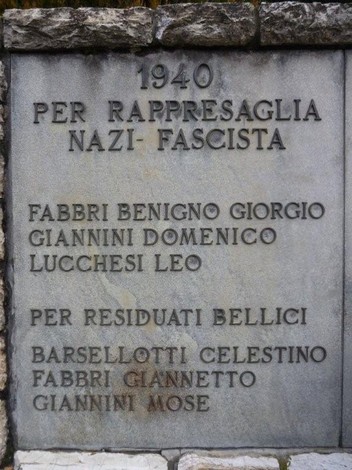 1940
PER RAPPRESAGLIA
NAZI-FASCISTA
FABBRI BENIGNO GIORGIO
GIANNINI DOMENICO
LUCCHESI LEO
PER RESIDUATI BELLICI
BARSELLOTTI CELESTINO
FABBRI GIANNETTO
GIANNINI MOSE